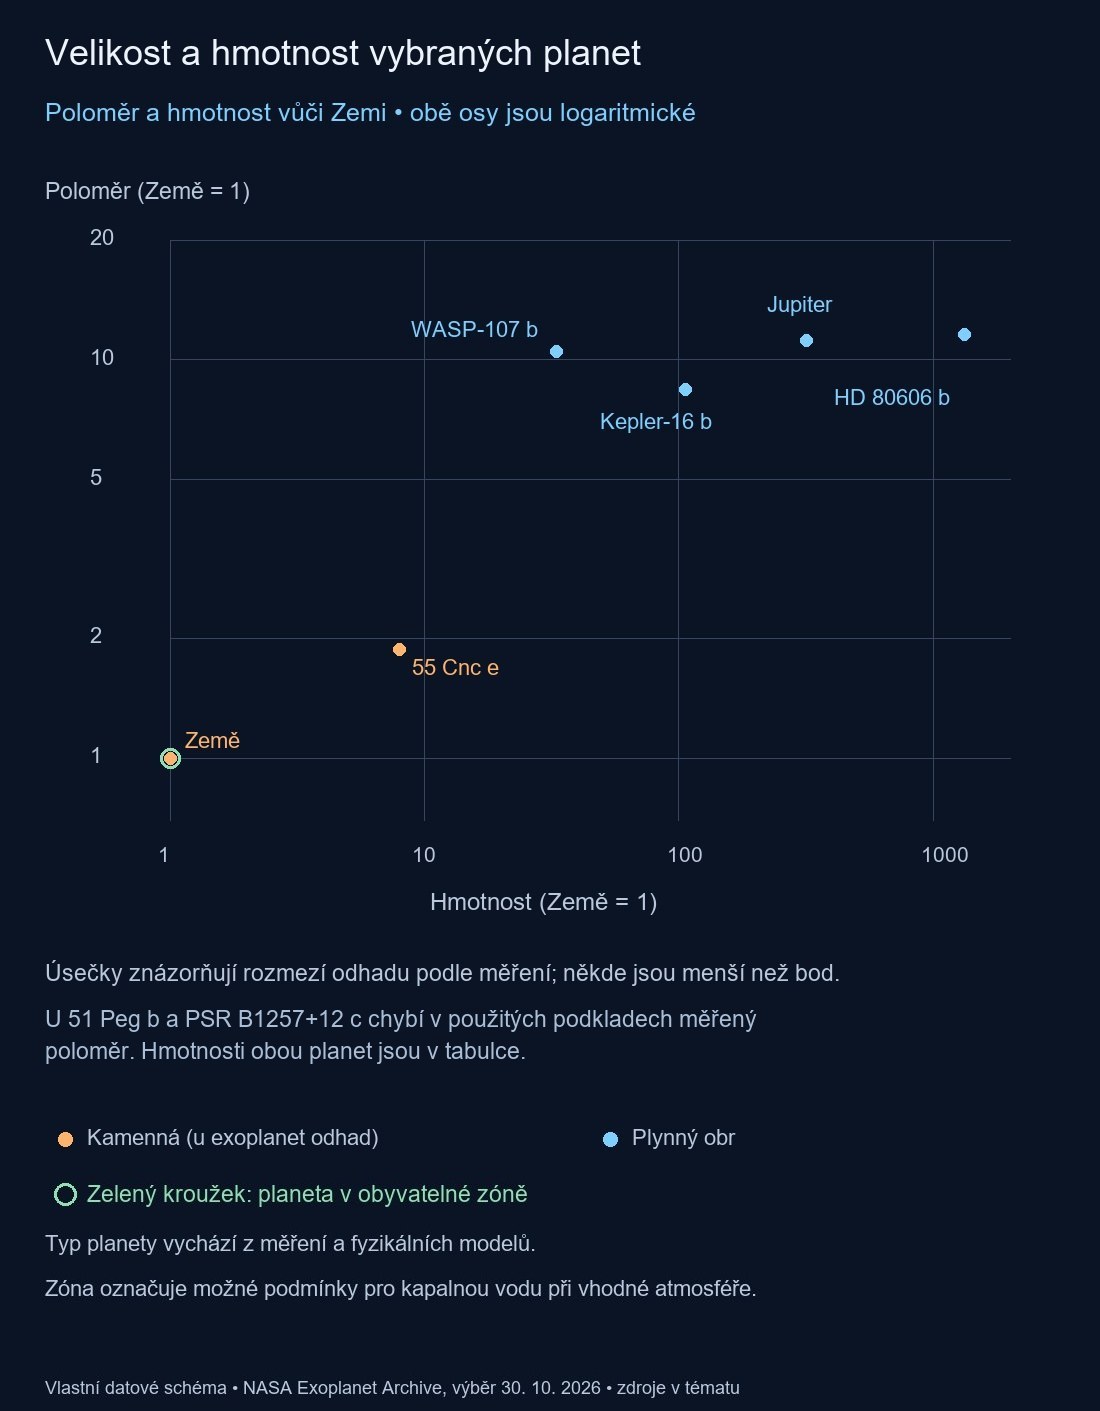 Velikost a hmotnost vybraných planet
Poloměr a hmotnost vůči Zemi • obě osy jsou logaritmické
Poloměr (Země = 1)
20
Jupiter
WASP-107 b
10
HD 80606 b
Kepler-16 b
5
2
55 Cnc e
Země
1
1 10 100 1000
Hmotnost (Země = 1)
Úsečky znázorňují rozmezí odhadu podle měření; někde jsou menší než bod.
U 51 Peg b a PSR B1257+12 c chybí v použitých podkladech měřený
poloměr. Hmotnosti obou planet jsou v tabulce.
Kamenná (u exoplanet odhad) Plynný obr
Zelený kroužek: planeta v obyvatelné zóně
Typ planety vychází z měření a fyzikálních modelů.
Zóna označuje možné podmínky pro kapalnou vodu při vhodné atmosféře.
Vlastní datové schéma • NASA Exoplanet Archive, výběr 30. 10. 2026 • zdroje v tématu